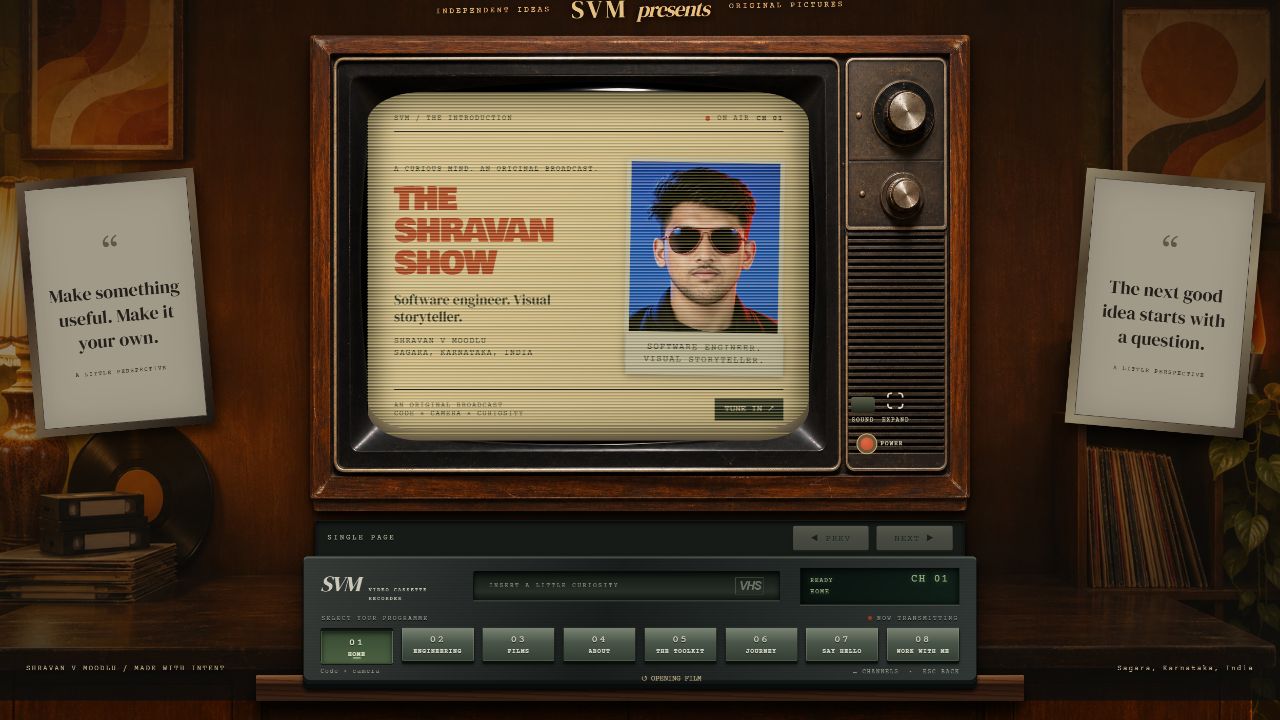 INDEPENDENT IDEAS SVM presents ORIGINAL PICTURES
SVM / THE INTRODUCTION
ON AIR CH 01
A CURIOUS MIND. AN ORIGINAL BROADCAST.
THE
SHRAVAN
SHOW
Software engineer. Visual
storyteller.
SHRAVAN V MOODLU
SAGARA, KARNATAKA, INDIA
SOFTWARE ENGINEER.
VISUAL STORYTELLER.
AN ORIGINAL BROADCAST
CODE + CAMERA + CURIOSITY
TUNE IN ↗
“
Make something
useful. Make it
your own.
A LITTLE PERSPECTIVE
“
The next good
idea starts with
a question.
A LITTLE PERSPECTIVE
SOUND EXPAND
POWER
SINGLE PAGE
◀ PREV
NEXT ▶
SVM VIDEO CASSETTE
RECORDER
INSERT A LITTLE CURIOSITY
VHS
READY
CH 01
HOME
SELECT YOUR PROGRAMME
NOW TRANSMITTING
01
HOME
02
ENGINEERING
03
FILMS
04
ABOUT
05
THE TOOLKIT
06
JOURNEY
07
SAY HELLO
08
WORK WITH ME
Code + camera
CHANNELS · ESC BACK
↺ OPENING FILM
SHRAVAN V MOODLU / MADE WITH INTENT
Sagara, Karnataka, India